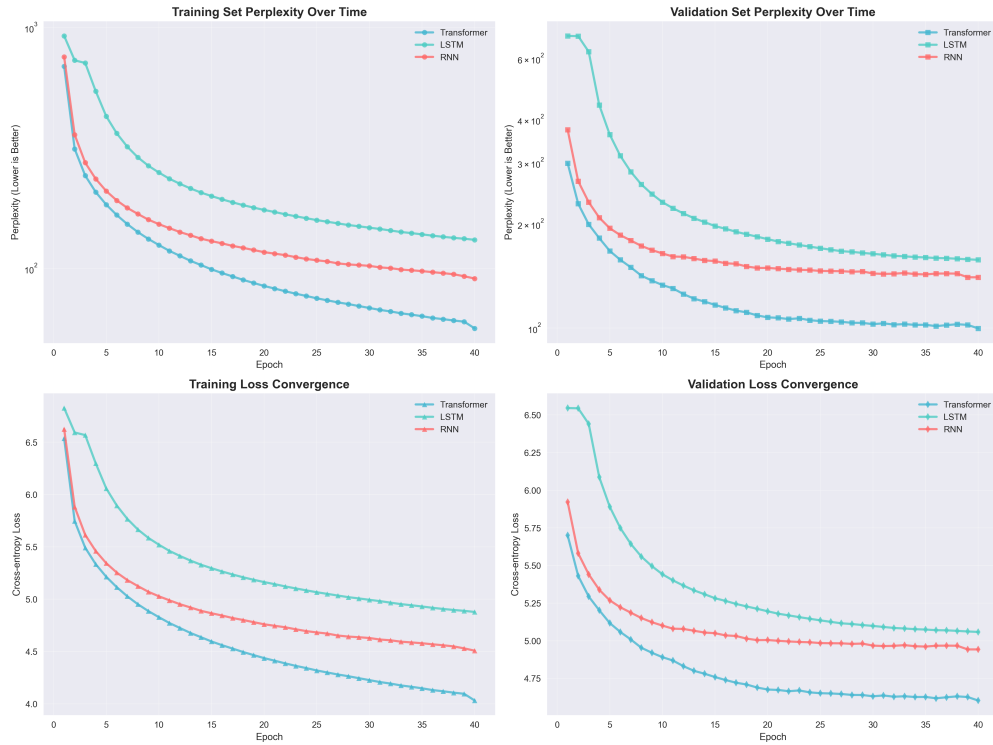 Training Set Perplexity Over Time
Perplexity (Lower is Better)
10³
10²
Transformer
LSTM
RNN
0 5 10 15 20 25 30 35 40
Epoch
Validation Set Perplexity Over Time
Perplexity (Lower is Better)
6 × 10²
4 × 10²
3 × 10²
2 × 10²
10²
Transformer
LSTM
RNN
0 5 10 15 20 25 30 35 40
Epoch
Training Loss Convergence
Cross-entropy Loss
6.5
6.0
5.5
5.0
4.5
4.0
Transformer
LSTM
RNN
0 5 10 15 20 25 30 35 40
Epoch
Validation Loss Convergence
Cross-entropy Loss
6.50
6.25
6.00
5.75
5.50
5.25
5.00
4.75
Transformer
LSTM
RNN
0 5 10 15 20 25 30 35 40
Epoch